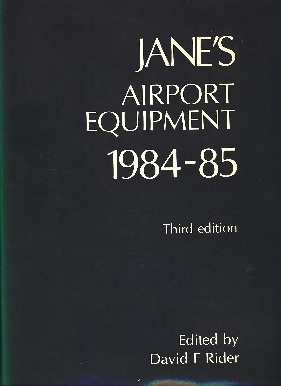 JANE'S
AIRPORT
EQUIPMENT
1984-85
Third edition
Edited by
David F Rider